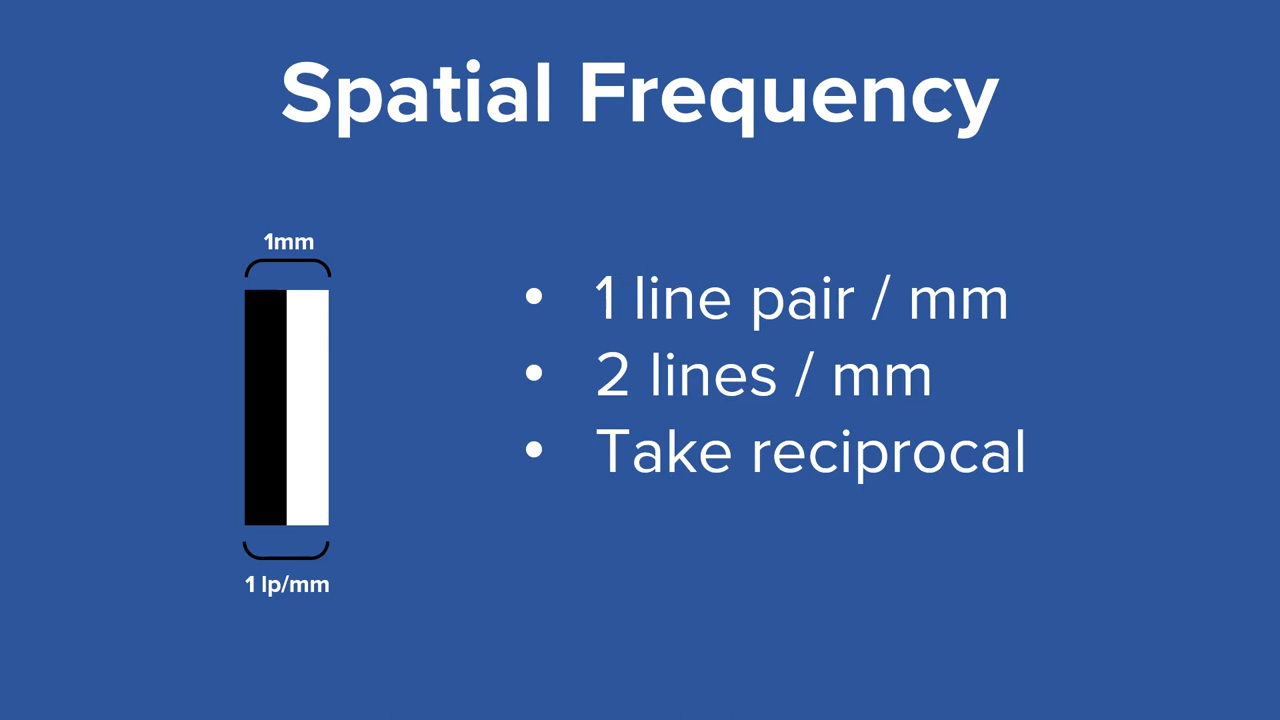 Spatial Frequency
1mm
1 lp/mm
• 1 line pair / mm
• 2 lines / mm
• Take reciprocal